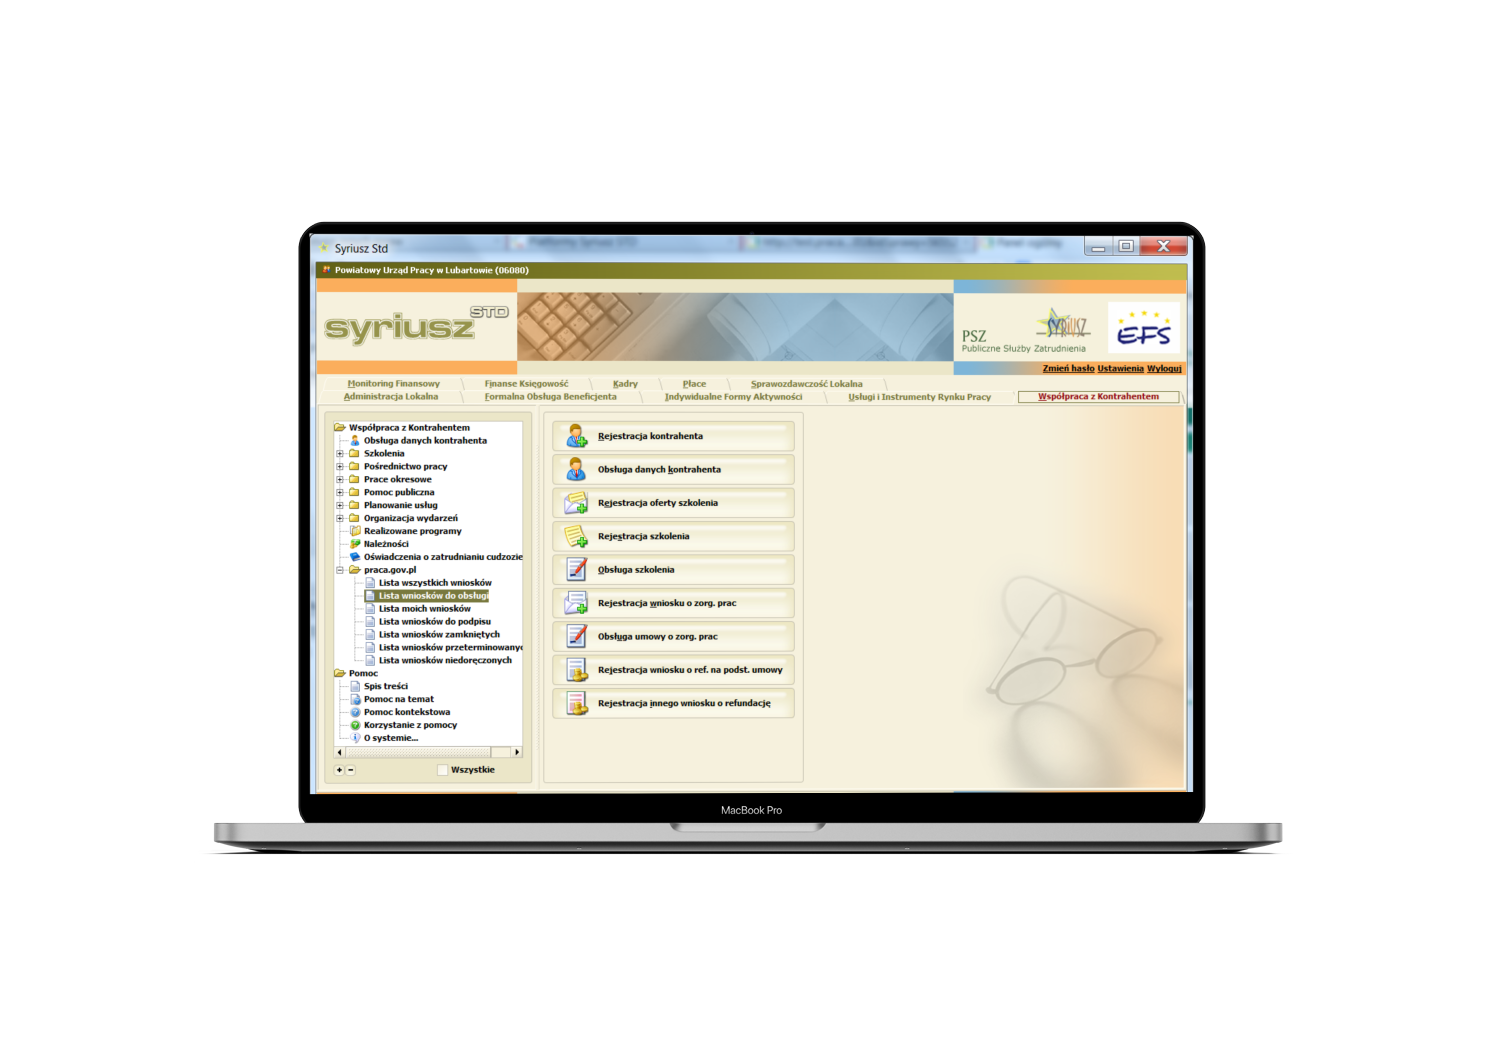 Syriusz Std
Powiatowy Urząd Pracy w Lubartowie (06080)
syriusz STD
PSZ
Publiczne Służby Zatrudnienia
SYRIUSZ
EFS
Zmień hasło Ustawienia Wyloguj
Monitoring Finansowy Finanse Księgowość Kadry Płace Sprawozdawczość Lokalna
Administracja Lokalna Formalna Obsługa Beneficjenta Indywidualne Formy Aktywności Usługi i Instrumenty Rynku Pracy Współpraca z Kontrahentem
Współpraca z Kontrahentem
Obsługa danych kontrahenta
Szkolenia
Pośrednictwo pracy
Prace okresowe
Pomoc publiczna
Planowanie usług
Organizacja wydarzeń
Realizowane programy
Należności
Oświadczenia o zatrudnianiu cudzozie
praca.gov.pl
Lista wszystkich wniosków
Lista wniosków do obsługi
Lista moich wniosków
Lista wniosków do podpisu
Lista wniosków zamkniętych
Lista wniosków przeterminowany
Lista wniosków niedoręczonych
Pomoc
Spis treści
Pomoc na temat
Pomoc kontekstowa
Korzystanie z pomocy
O systemie...
Wszystkie
Rejestracja kontrahenta
Obsługa danych kontrahenta
Rejestracja oferty szkolenia
Rejestracja szkolenia
Obsługa szkolenia
Rejestracja wniosku o zorg. prac
Obsługa umowy o zorg. prac
Rejestracja wniosku o ref. na podst. umowy
Rejestracja innego wniosku o refundację
MacBook Pro